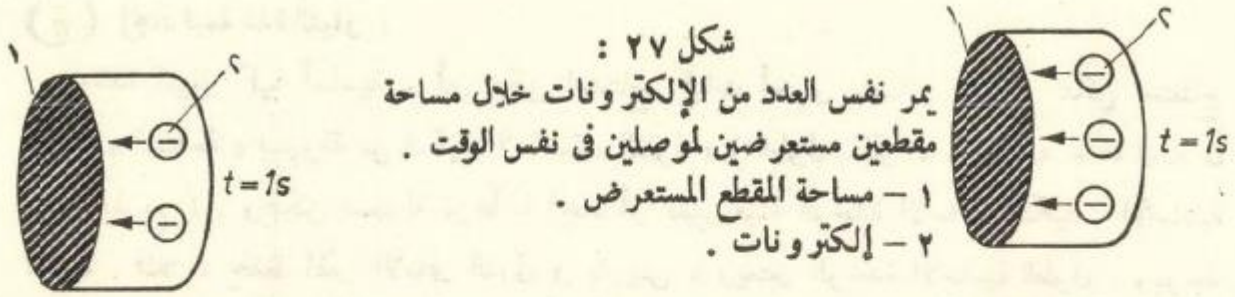 شكل ٢٧ :
يمر نفس العدد من الإلكترونات خلال مساحة
مقطعين مستعرضين لموصلين فى نفس الوقت .
١ – مساحة المقطع المستعرض .
٢ – إلكترونات .
١
٢
t = 1s
١
٢
t = 1s